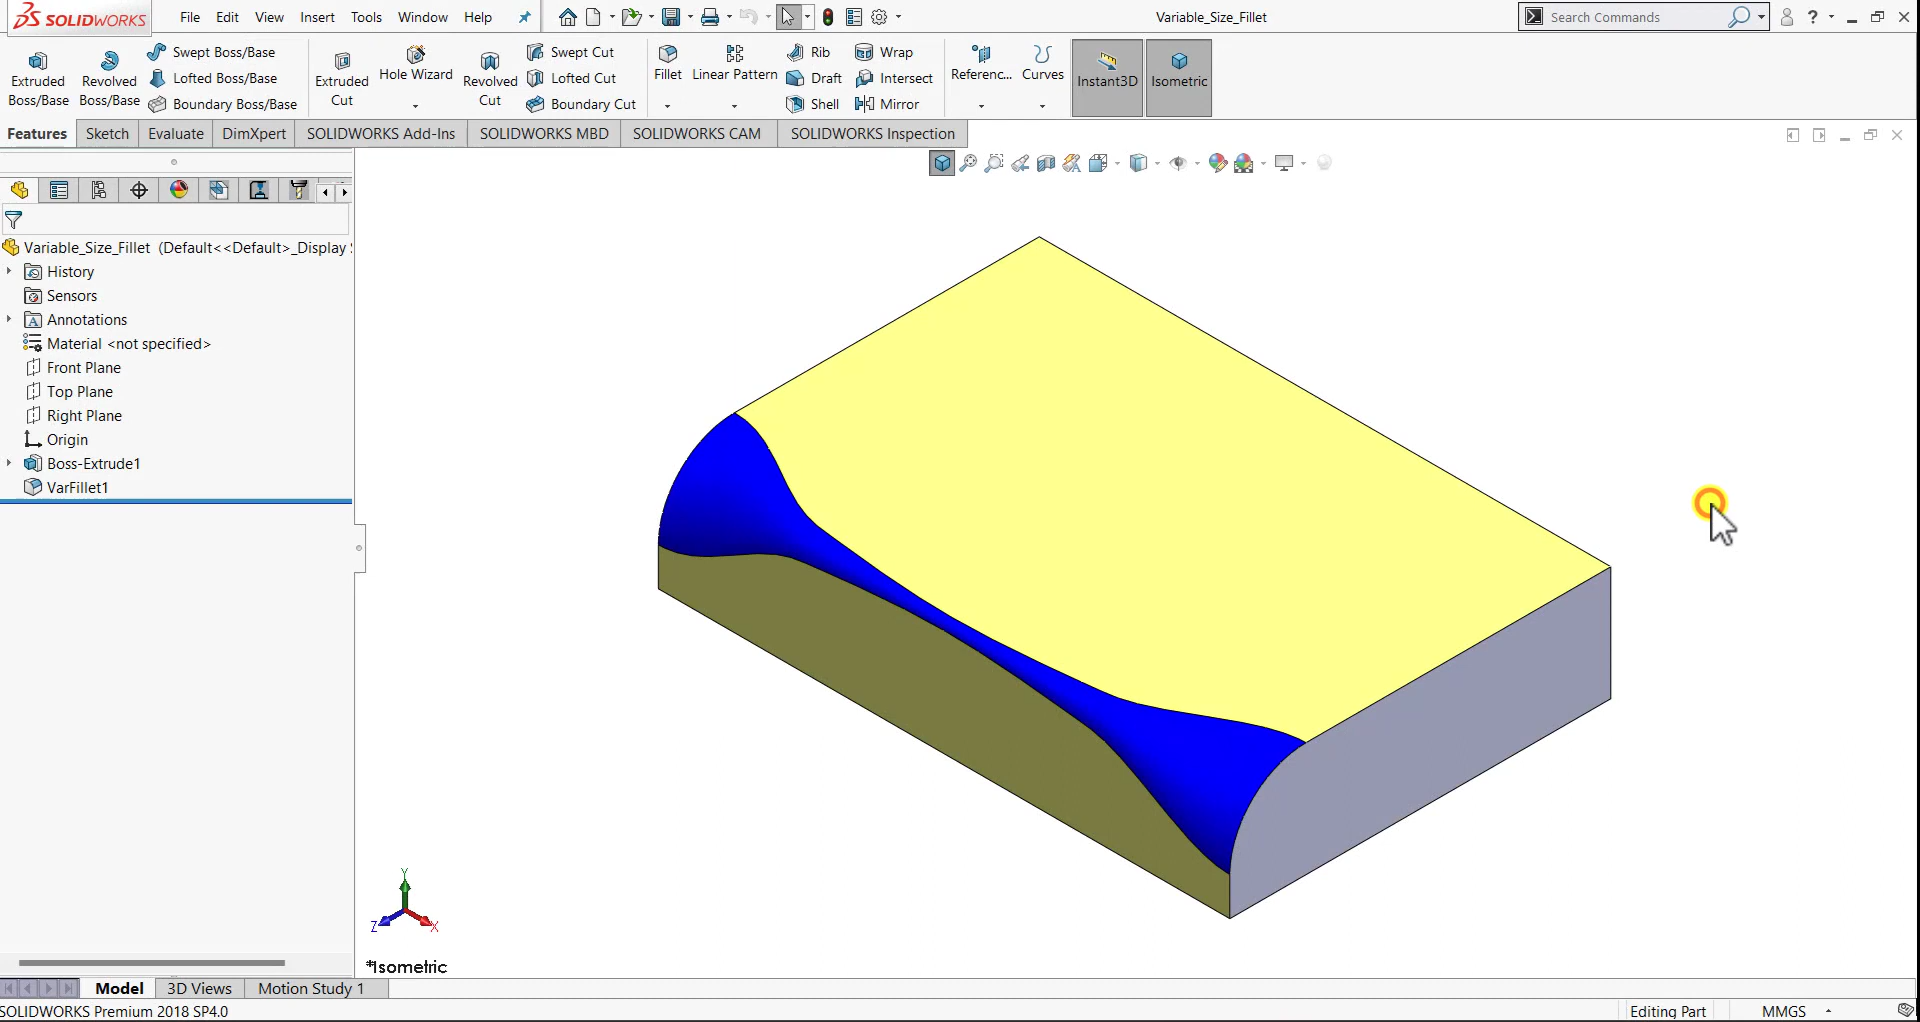 SOLIDWORKS File Edit View Insert Tools Window Help Variable_Size_Fillet Search Commands ?
Extruded Boss/Base
Revolved Boss/Base
Swept Boss/Base
Lofted Boss/Base
Boundary Boss/Base
Extruded Cut
Hole Wizard
Revolved Cut
Swept Cut
Lofted Cut
Boundary Cut
Fillet
Linear Pattern
Rib
Draft
Shell
Wrap
Intersect
Mirror
Referenc...
Curves
Instant3D
Isometric
Features Sketch Evaluate DimXpert SOLIDWORKS Add-Ins SOLIDWORKS MBD SOLIDWORKS CAM SOLIDWORKS Inspection
Variable_Size_Fillet (Default<<Default>_Display
History
Sensors
Annotations
Material <not specified>
Front Plane
Top Plane
Right Plane
Origin
Boss-Extrude1
VarFillet1
Y
Z X
*Isometric
Model 3D Views Motion Study 1
SOLIDWORKS Premium 2018 SP4.0 Editing Part MMGS